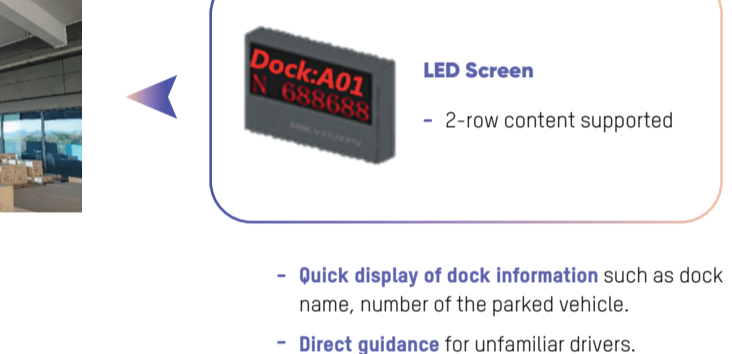 Dock:A01
N 688688
HIKVISION
LED Screen
- 2-row content supported
- Quick display of dock information such as dock
name, number of the parked vehicle.
- Direct guidance for unfamiliar drivers.